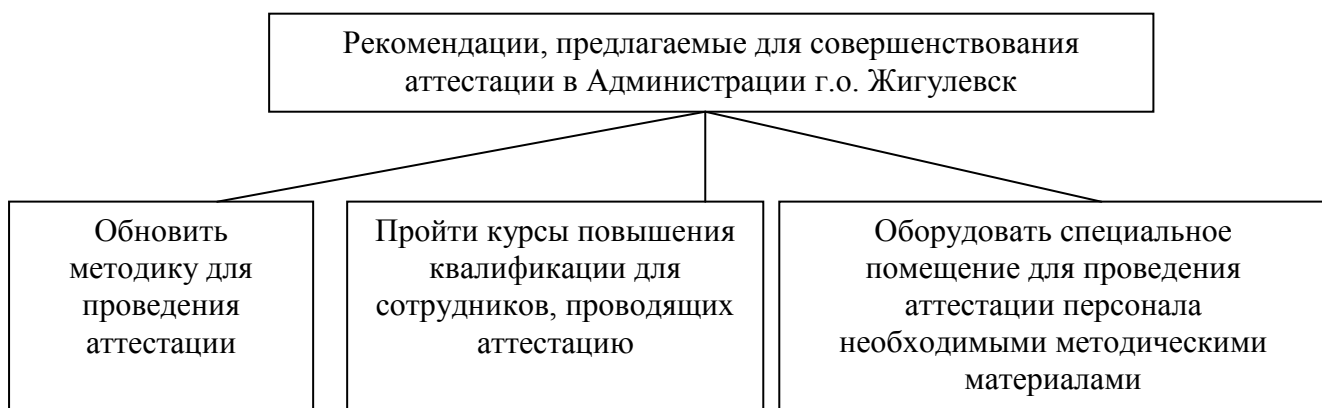 Рекомендации, предлагаемые для совершенствования
аттестации в Администрации г.о. Жигулевск
Обновить
методику для
проведения
аттестации
Пройти курсы повышения
квалификации для
сотрудников, проводящих
аттестацию
Оборудовать специальное
помещение для проведения
аттестации персонала
необходимыми методическими
материалами